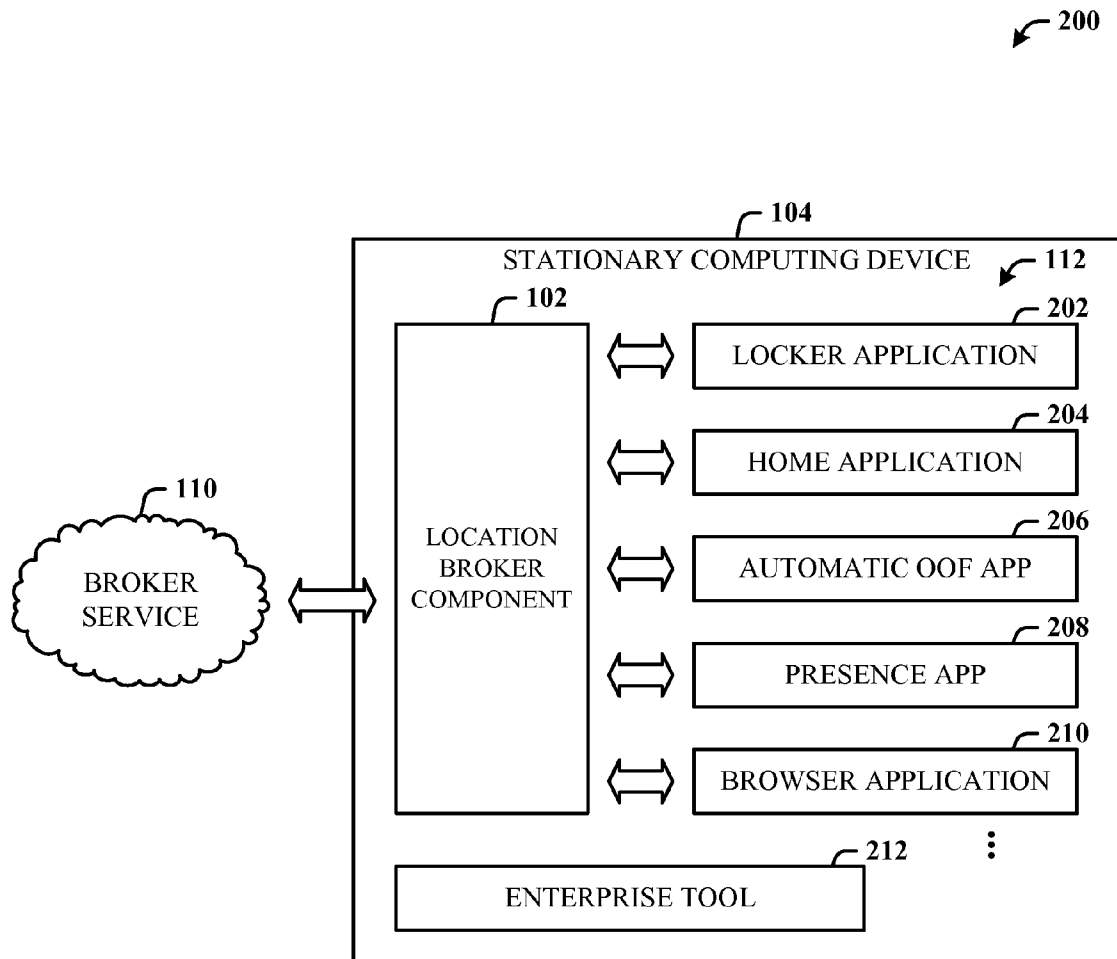 200
104
STATIONARY COMPUTING DEVICE
112
102
202
LOCKER APPLICATION
204
HOME APPLICATION
110
BROKER
SERVICE
LOCATION
BROKER
COMPONENT
206
AUTOMATIC OOF APP
208
PRESENCE APP
210
BROWSER APPLICATION
212
ENTERPRISE TOOL